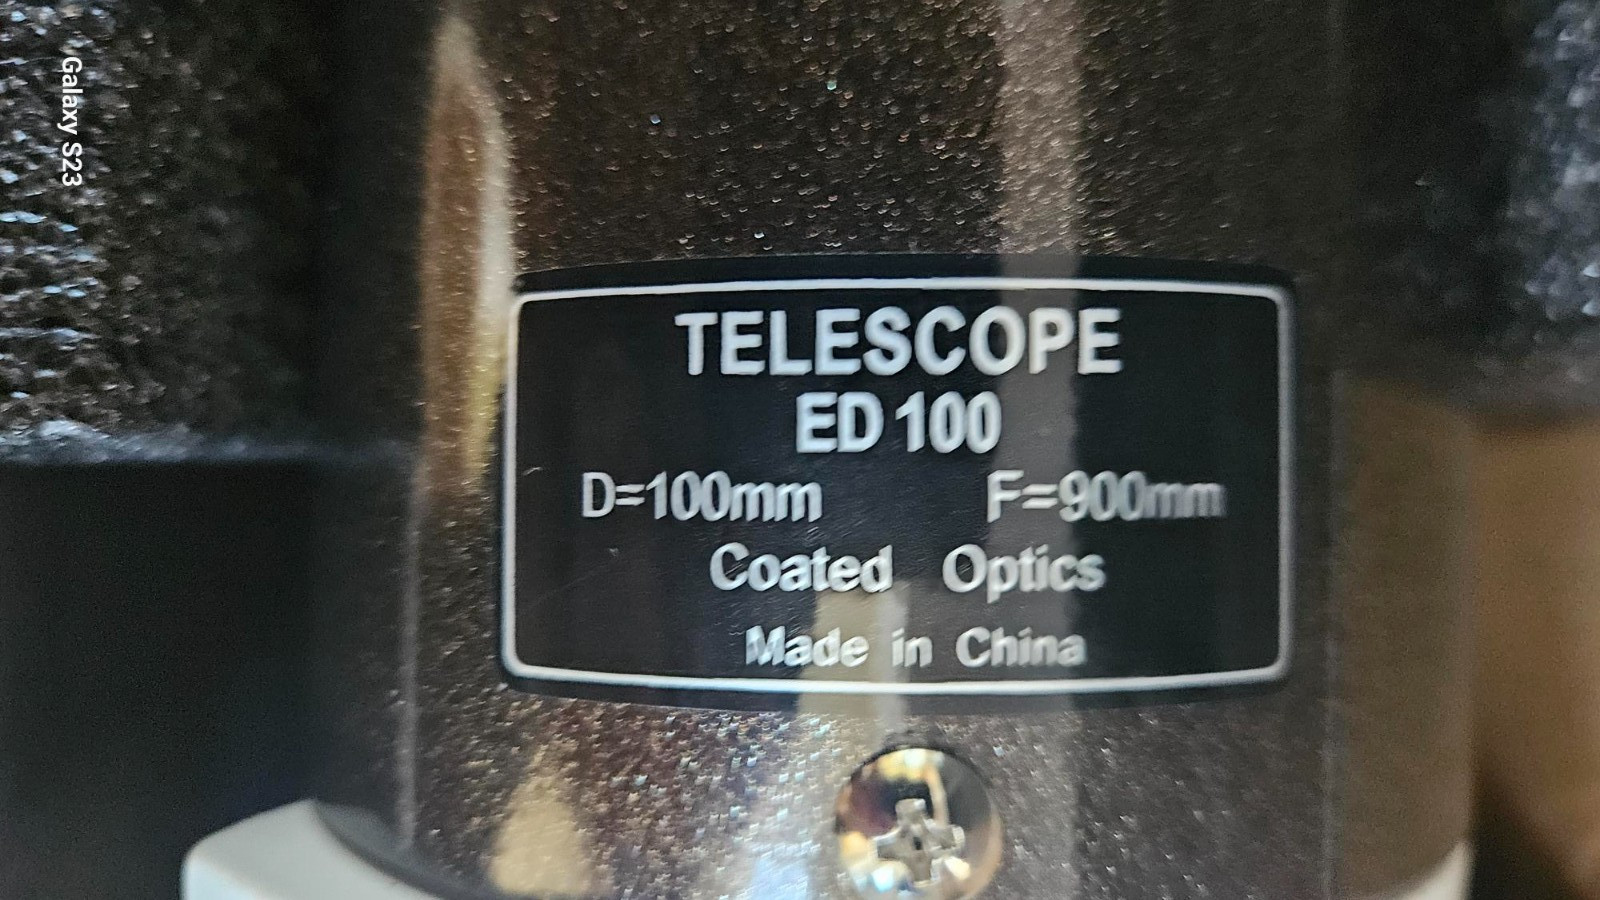 Galaxy S23
TELESCOPE
ED 100
D=100mm F=900mm
Coated Optics
Made in China